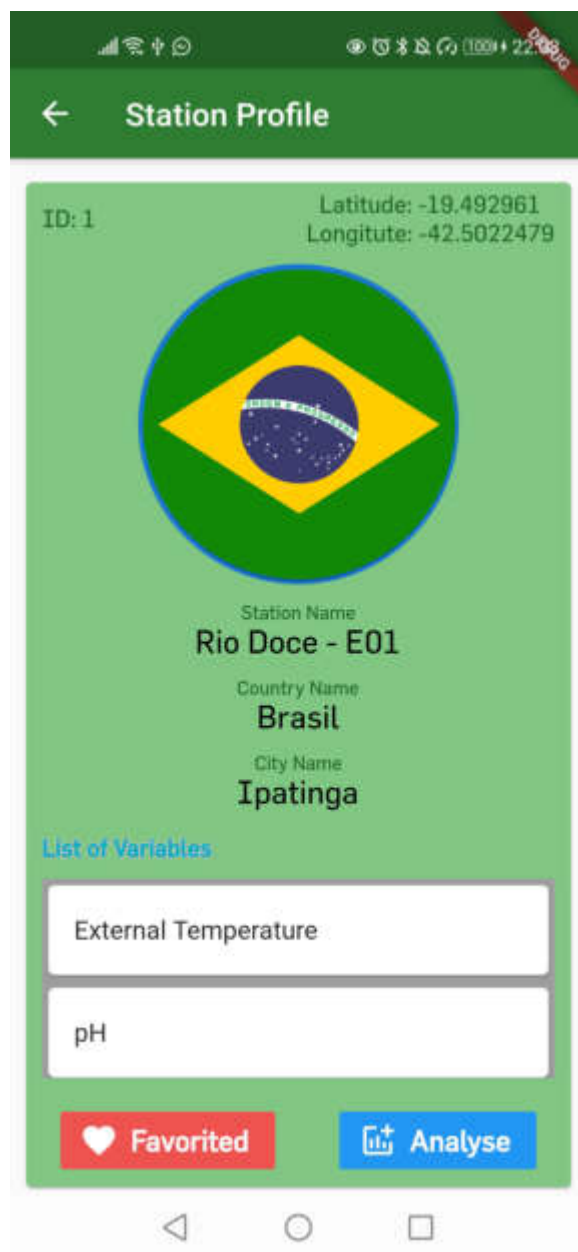 100
Station Profile
ID: 1
Latitude: -19.492961
Longitute: -42.5022479
Station Name
Rio Doce - E01
Country Name
Brasil
City Name
Ipatinga
List of Variables
External Temperature
pH
Favorited
Analyse